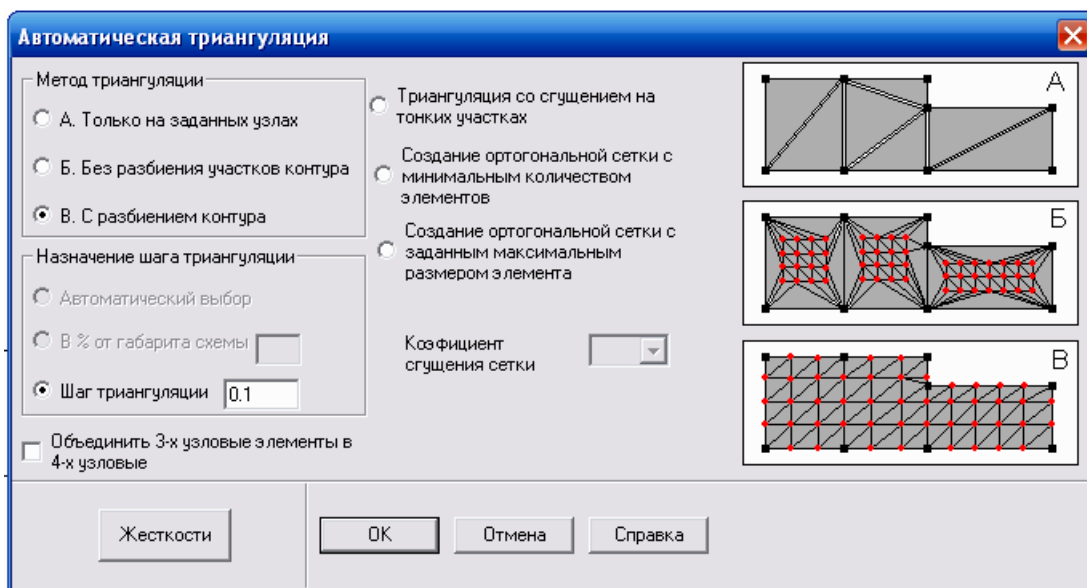 Автоматическая триангуляция
Метод триангуляции
А. Только на заданных узлах
Б. Без разбиения участков контура
В. С разбиением контура
Назначение шага триангуляции
Автоматический выбор
В % от габарита схемы
Шаг триангуляции 0.1
Объединить 3-х узловые элементы в
4-х узловые
Триангуляция со сгущением на
тонких участках
Создание ортогональной сетки с
минимальным количеством
элементов
Создание ортогональной сетки с
заданным максимальным
размером элемента
Коэфициент
сгущения сетки
А
Б
В
Жесткости
ОК
Отмена
Справка